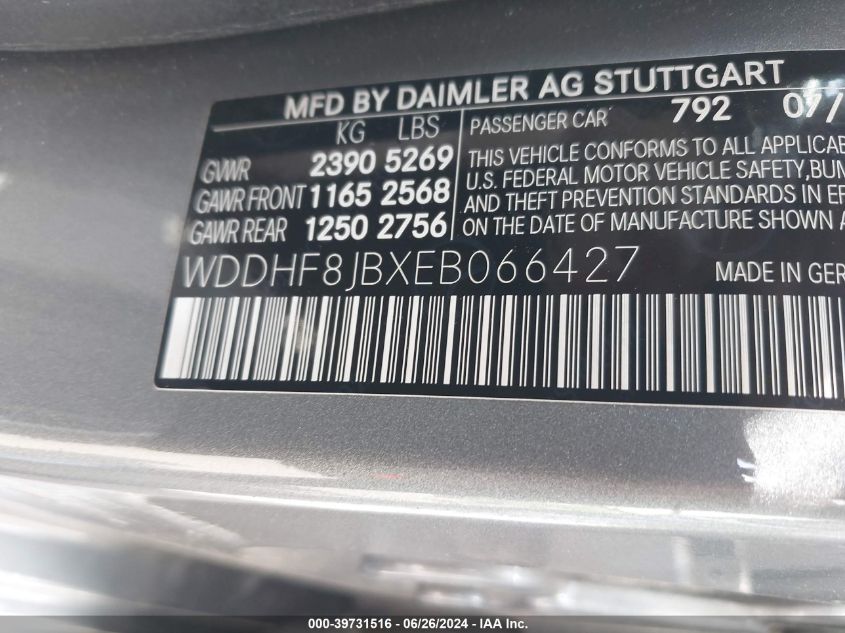 MFD BY DAIMLER AG STUTTGART
KG LBS
GVWR 2390 5269
GAWR FRONT 1165 2568
GAWR REAR 1250 2756
PASSENGER CAR 792 07/
THIS VEHICLE CONFORMS TO ALL APPLICAB
U.S. FEDERAL MOTOR VEHICLE SAFETY, BUM
AND THEFT PREVENTION STANDARDS IN EF
ON THE DATE OF MANUFACTURE SHOWN A
WDDHF8JBXEB066427 MADE IN GER
000-39731516 / 06/26/2024 - IAA Inc.